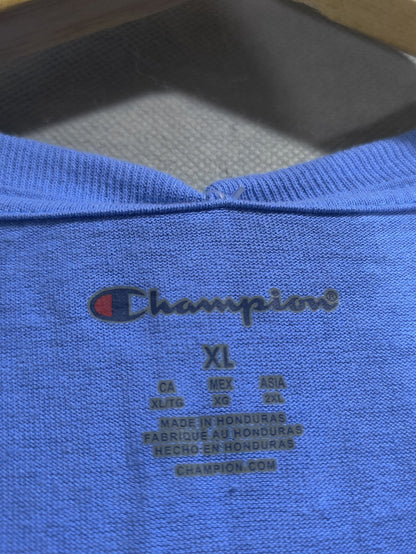 Champion®
XL
CA MEX ASIA
XL/TG XG 2XL
MADE IN HONDURAS
FABRIQUÉ AU HONDURAS
HECHO EN HONDURAS
CHAMPION.COM